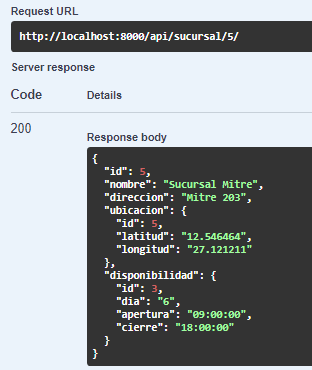 Request URL
http://localhost:8000/api/sucursal/5/
Server response
Code Details
200
Response body
{
  "id": 5,
  "nombre": "Sucursal Mitre",
  "direccion": "Mitre 203",
  "ubicacion": {
    "id": 5,
    "latitud": "12.546464",
    "longitud": "27.121211"
  },
  "disponibilidad": {
    "id": 3,
    "dia": "6",
    "apertura": "09:00:00",
    "cierre": "18:00:00"
  }
}